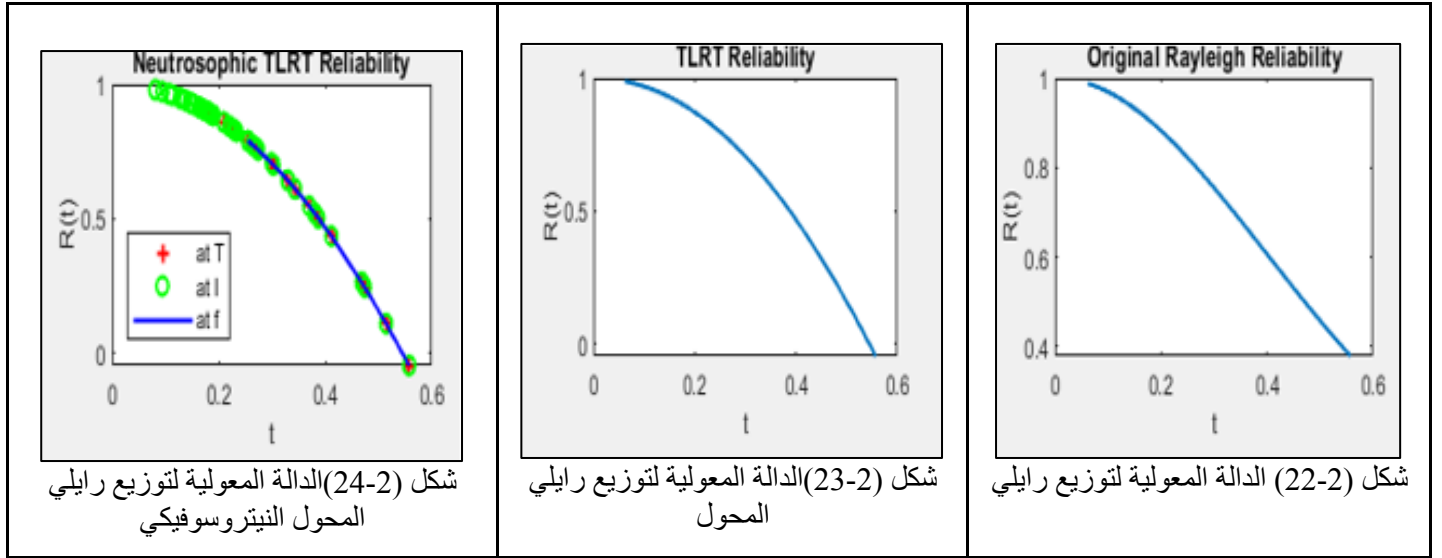 Original Rayleigh Reliability
1
0.8
0.6
0.4
R(t)
0
0.2
0.4
0.6
t
شكل (2-22) الدالة المعولية لتوزيع رايلي
TLRT Reliability
1
0.5
0
R(t)
0
0.2
0.4
0.6
t
شكل (2-23)الدالة المعولية لتوزيع رايلي
المحول
Neutrosophic TLRT Reliability
1
0.5
0
R(t)
at T
at I
at f
0
0.2
0.4
0.6
t
شكل (2-24)الدالة المعولية لتوزيع رايلي
المحول النيتروسوفيكي